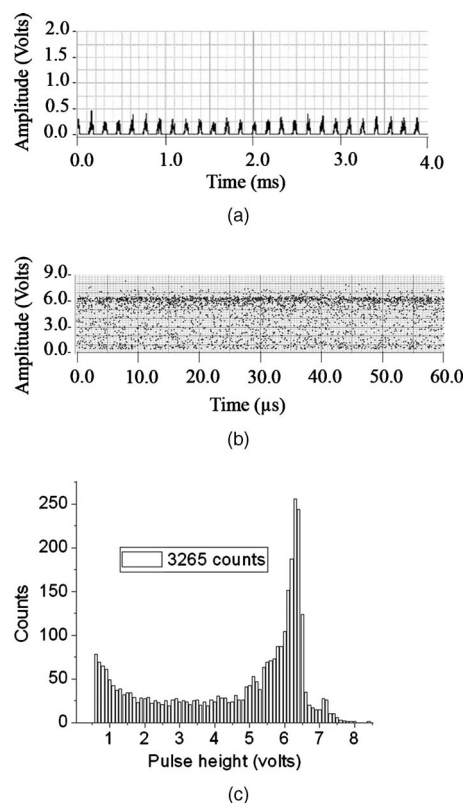 Amplitude (Volts)
2.0
1.5
1.0
0.5
0.0
0.0 1.0 2.0 3.0 4.0
Time (ms)
(a)
Amplitude (Volts)
9.0
6.0
3.0
0.0
0.0 10.0 20.0 30.0 40.0 50.0 60.0
Time (µs)
(b)
Counts
250
200
150
100
50
0
3265 counts
1 2 3 4 5 6 7 8
Pulse height (volts)
(c)